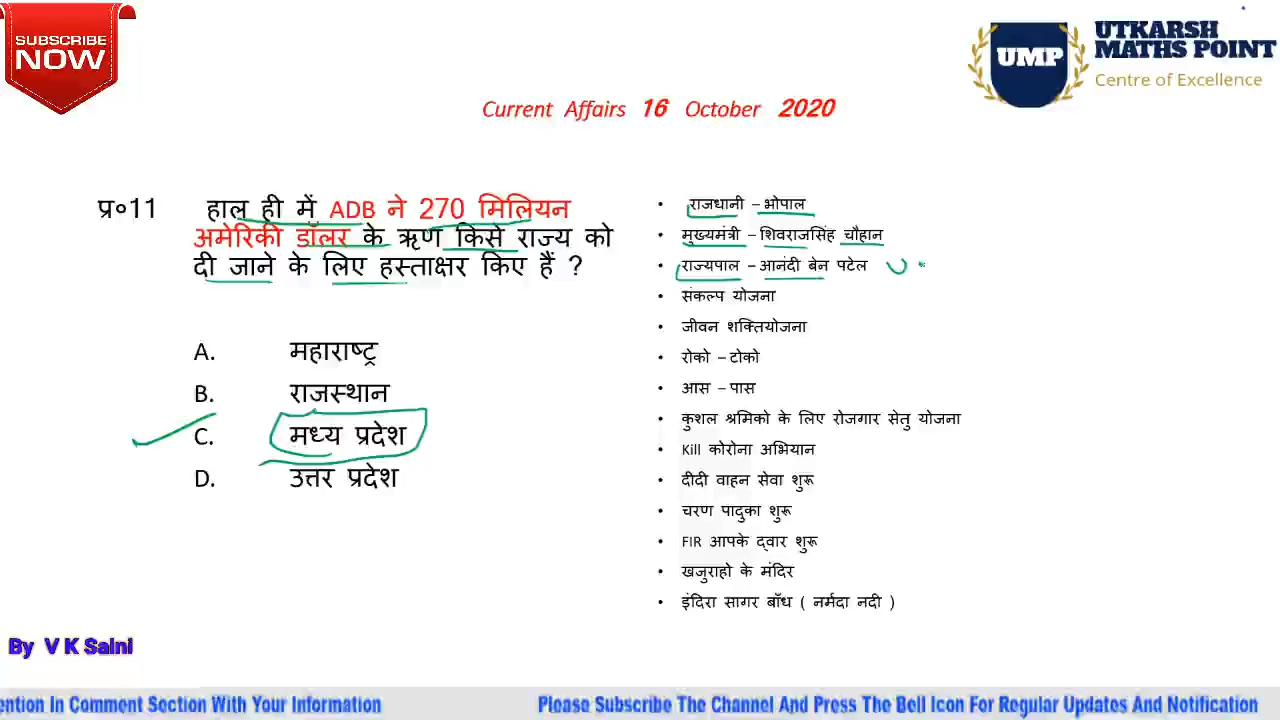 SUBSCRIBE
NOW
UMP
UTKARSH
MATHS POINT
Centre of Excellence
Current Affairs 16 October 2020
प्र०11 हाल ही में ADB ने 270 मिलियन
अमेरिकी डॉलर के ऋण किसे राज्य को
दी जाने के लिए हस्ताक्षर किए हैं ?
A. महाराष्ट्र
B. राजस्थान
C. मध्य प्रदेश
D. उत्तर प्रदेश
• राजधानी – भोपाल
• मुख्यमंत्री – शिवराजसिंह चौहान
• राज्यपाल – आनंदी बेन पटेल
• संकल्प योजना
• जीवन शक्तियोजना
• रोको – टोको
• आस – पास
• कुशल श्रमिको के लिए रोजगार सेतु योजना
• Kill कोरोना अभियान
• दीदी वाहन सेवा शुरू
• चरण पादुका शुरू
• FIR आपके द्वार शुरू
• खजुराहो के मंदिर
• इंदिरा सागर बाँध ( नर्मदा नदी )
By V K Saini
ention In Comment Section With Your Information Please Subscribe The Channel And Press The Bell Icon For Regular Updates And Notification